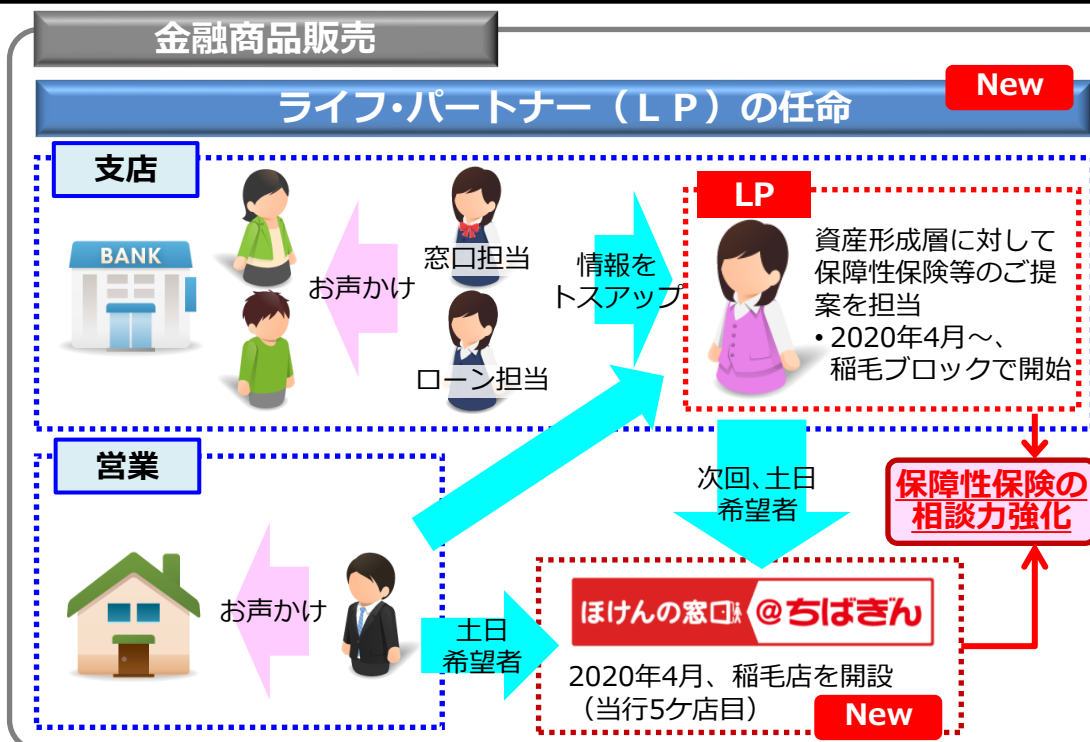 金融商品販売
New
ライフ・パートナー（ＬＰ）の任命
支店
BANK
お声かけ
窓口担当
ローン担当
情報を
トスアップ
LP
資産形成層に対して
保障性保険等のご提
案を担当
• 2020年4月～、
稲毛ブロックで開始
営業
お声かけ
土日
希望者
次回、土日
希望者
保障性保険の
相談力強化
ほけんの窓口@ちばぎん
2020年4月、稲毛店を開設
（当行5ケ店目）
New